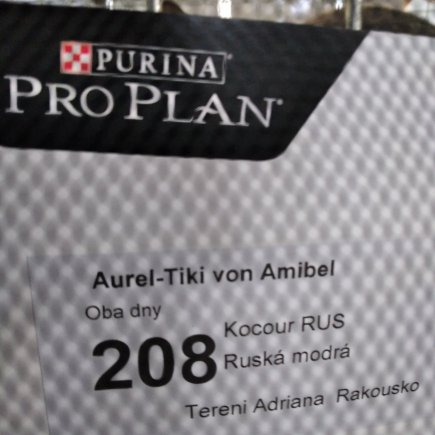 PURINA
PRO PLAN
Aurel-Tiki von Amibel
Oba dny
Kocour RUS
208
Ruská modrá
Tereni Adriana Rakousko